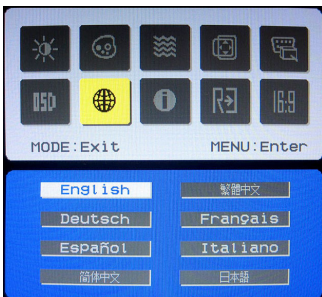 OSD
i
R
16:9
MODE:Exit MENU:Enter
English 繁體中文
Deutsch Français
Español Italiano
简体中文 日本語